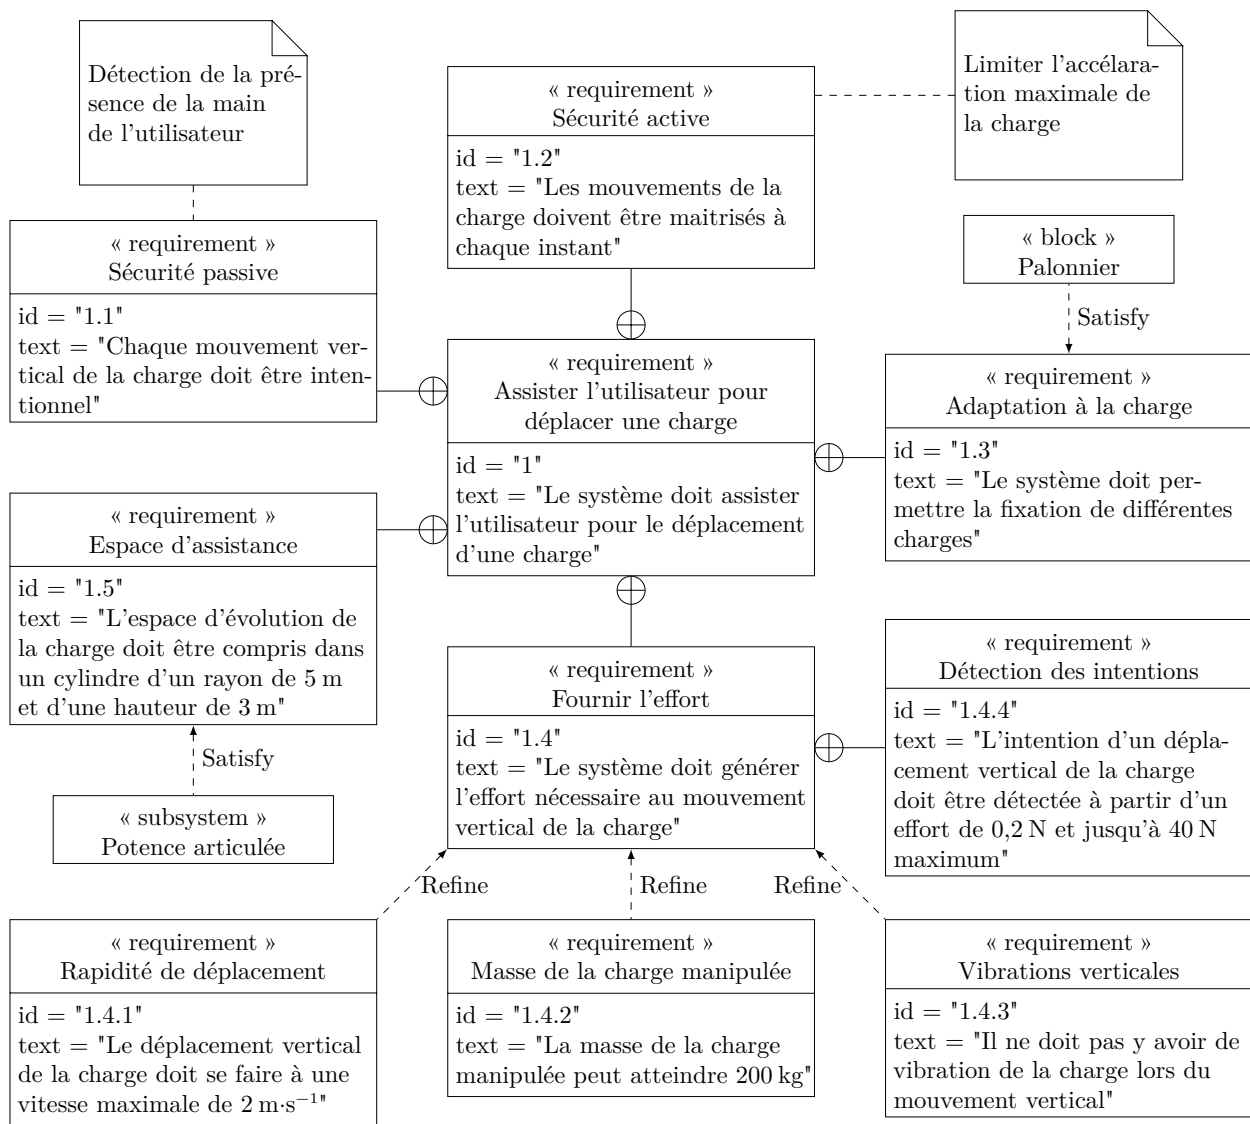 Détection de la pré-
sence de la main
de l'utilisateur
« requirement »
Sécurité active
id = "1.2"
text = "Les mouvements de la
charge doivent être maitrisés à
chaque instant"
Limiter l'accélara-
tion maximale de
la charge
« requirement »
Sécurité passive
id = "1.1"
text = "Chaque mouvement ver-
tical de la charge doit être inten-
tionnel"
« block »
Palonnier
Satisfy
« requirement »
Assister l'utilisateur pour
déplacer une charge
id = "1"
text = "Le système doit assister
l'utilisateur pour le déplacement
d'une charge"
« requirement »
Adaptation à la charge
id = "1.3"
text = "Le système doit per-
mettre la fixation de différentes
charges"
« requirement »
Espace d'assistance
id = "1.5"
text = "L'espace d'évolution de
la charge doit être compris dans
un cylindre d'un rayon de 5 m
et d'une hauteur de 3 m"
Satisfy
« subsystem »
Potence articulée
« requirement »
Fournir l'effort
id = "1.4"
text = "Le système doit générer
l'effort nécessaire au mouvement
vertical de la charge"
« requirement »
Détection des intentions
id = "1.4.4"
text = "L'intention d'un dépla-
cement vertical de la charge
doit être détectée à partir d'un
effort de 0,2 N et jusqu'à 40 N
maximum"
Refine
Refine
Refine
« requirement »
Rapidité de déplacement
id = "1.4.1"
text = "Le déplacement vertical
de la charge doit se faire à une
vitesse maximale de 2 m·s⁻¹"
« requirement »
Masse de la charge manipulée
id = "1.4.2"
text = "La masse de la charge
manipulée peut atteindre 200 kg"
« requirement »
Vibrations verticales
id = "1.4.3"
text = "Il ne doit pas y avoir de
vibration de la charge lors du
mouvement vertical"